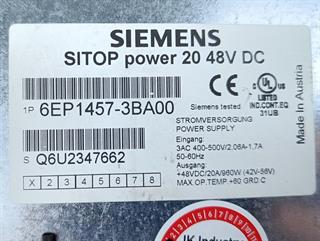 SIEMENS
SITOP power 20 48V DC
1P 6EP1457-3BA00
S Q6U2347662
X 2 3 4 5 6 7 8
Siemens tested
CE
UL
LISTED
IND.CONT.EQ
31UB
Made in Austria
STROMVERSORGUNG
POWER SUPPLY
Eingang:
3AC 400-500V/2,06A-1,7A
50-60Hz
Ausgang:
+48VDC/20A/960W (42V-56V)
MAX.OP.TEMP.+60 GRD.C